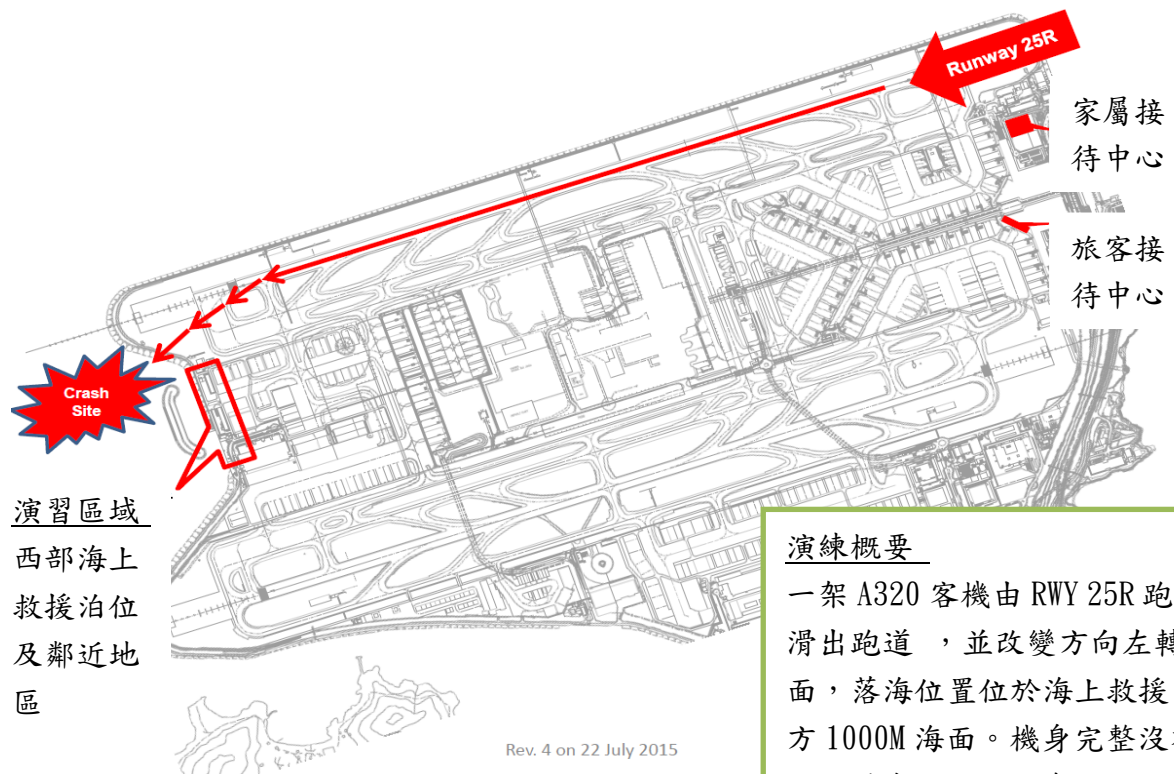 Runway 25R
家屬接
待中心
旅客接
待中心
Crash
Site
演習區域
西部海上
救援泊位
及鄰近地
區
演練概要
一架 A320 客機由 RWY 25R 跑
滑出跑道 ，並改變方向左轉
面，落海位置位於海上救援
方 1000M 海面。機身完整沒
Rev. 4 on 22 July 2015